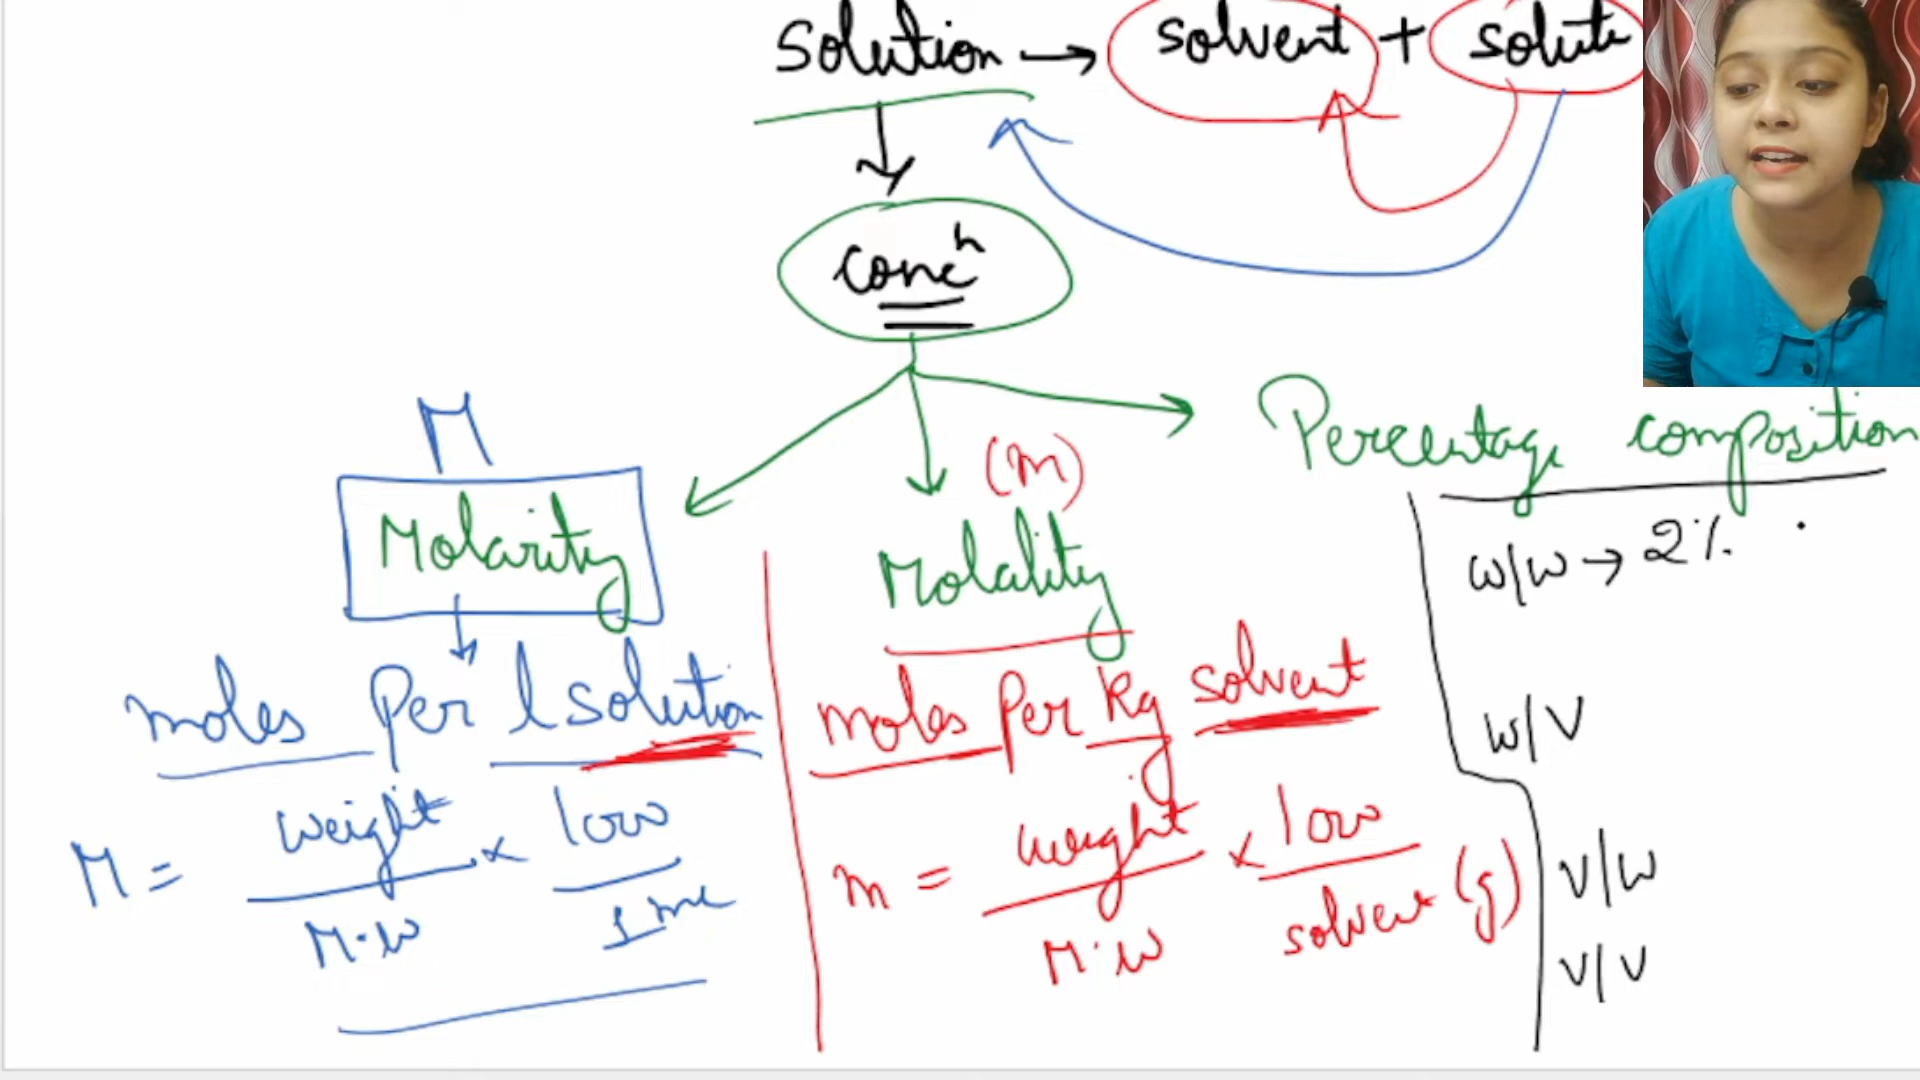 Solution → solvent + solute
concⁿ
M
Molarity
moles per l solution
M = weight / M.w × 1000 / 1 ml
(m)
Molality
moles per kg solvent
m = weight / M.w × 1000 / solvent (g)
Percentage composition
w/w → 2%
w/v
v/w
v/v